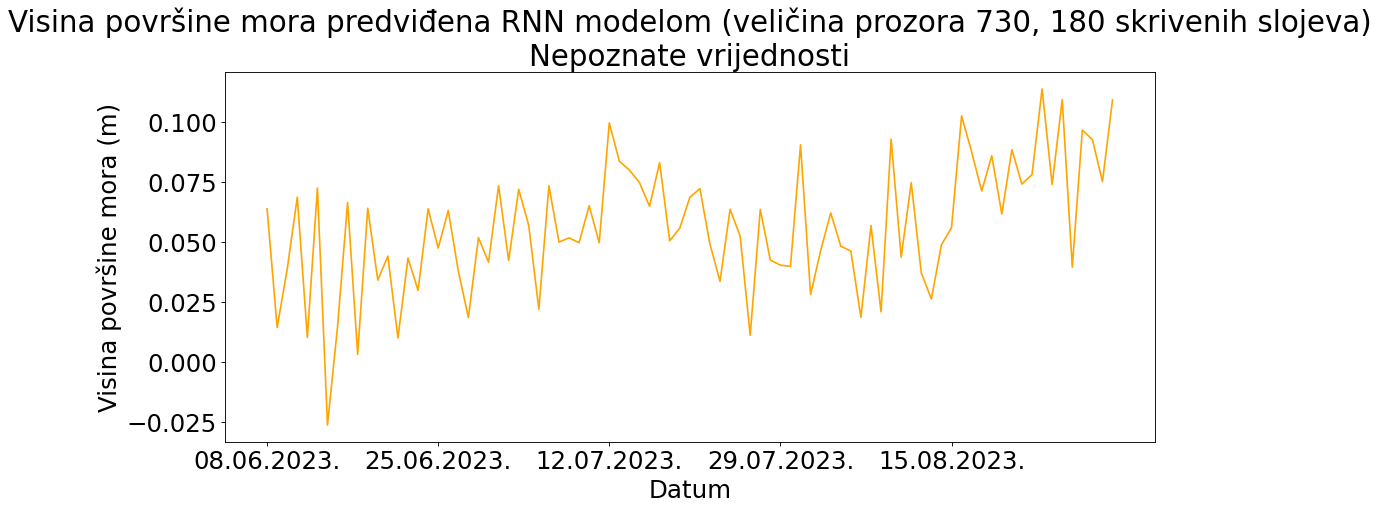 Visina površine mora predviđena RNN modelom (veličina prozora 730, 180 skrivenih slojeva)
Nepoznate vrijednosti
Visina površine mora (m)
0.100
0.075
0.050
0.025
0.000
−0.025
08.06.2023. 25.06.2023. 12.07.2023. 29.07.2023. 15.08.2023.
Datum